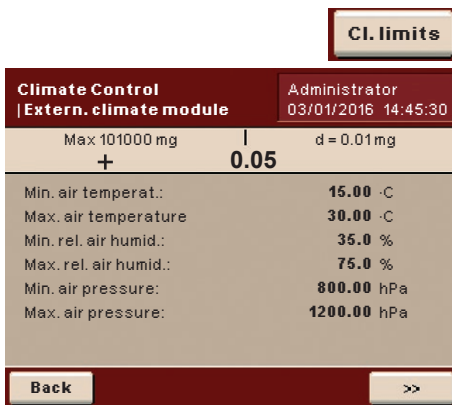 Cl. limits
Climate Control Administrator
|Extern. climate module 03/01/2016 14:45:30
Max 101000 mg d = 0.01 mg
+ 0.05
Min. air temperat.: 15.00 ·C
Max. air temperature 30.00 ·C
Min. rel. air humid.: 35.0 %
Max. rel. air humid.: 75.0 %
Min. air pressure: 800.00 hPa
Max. air pressure: 1200.00 hPa
Back >>